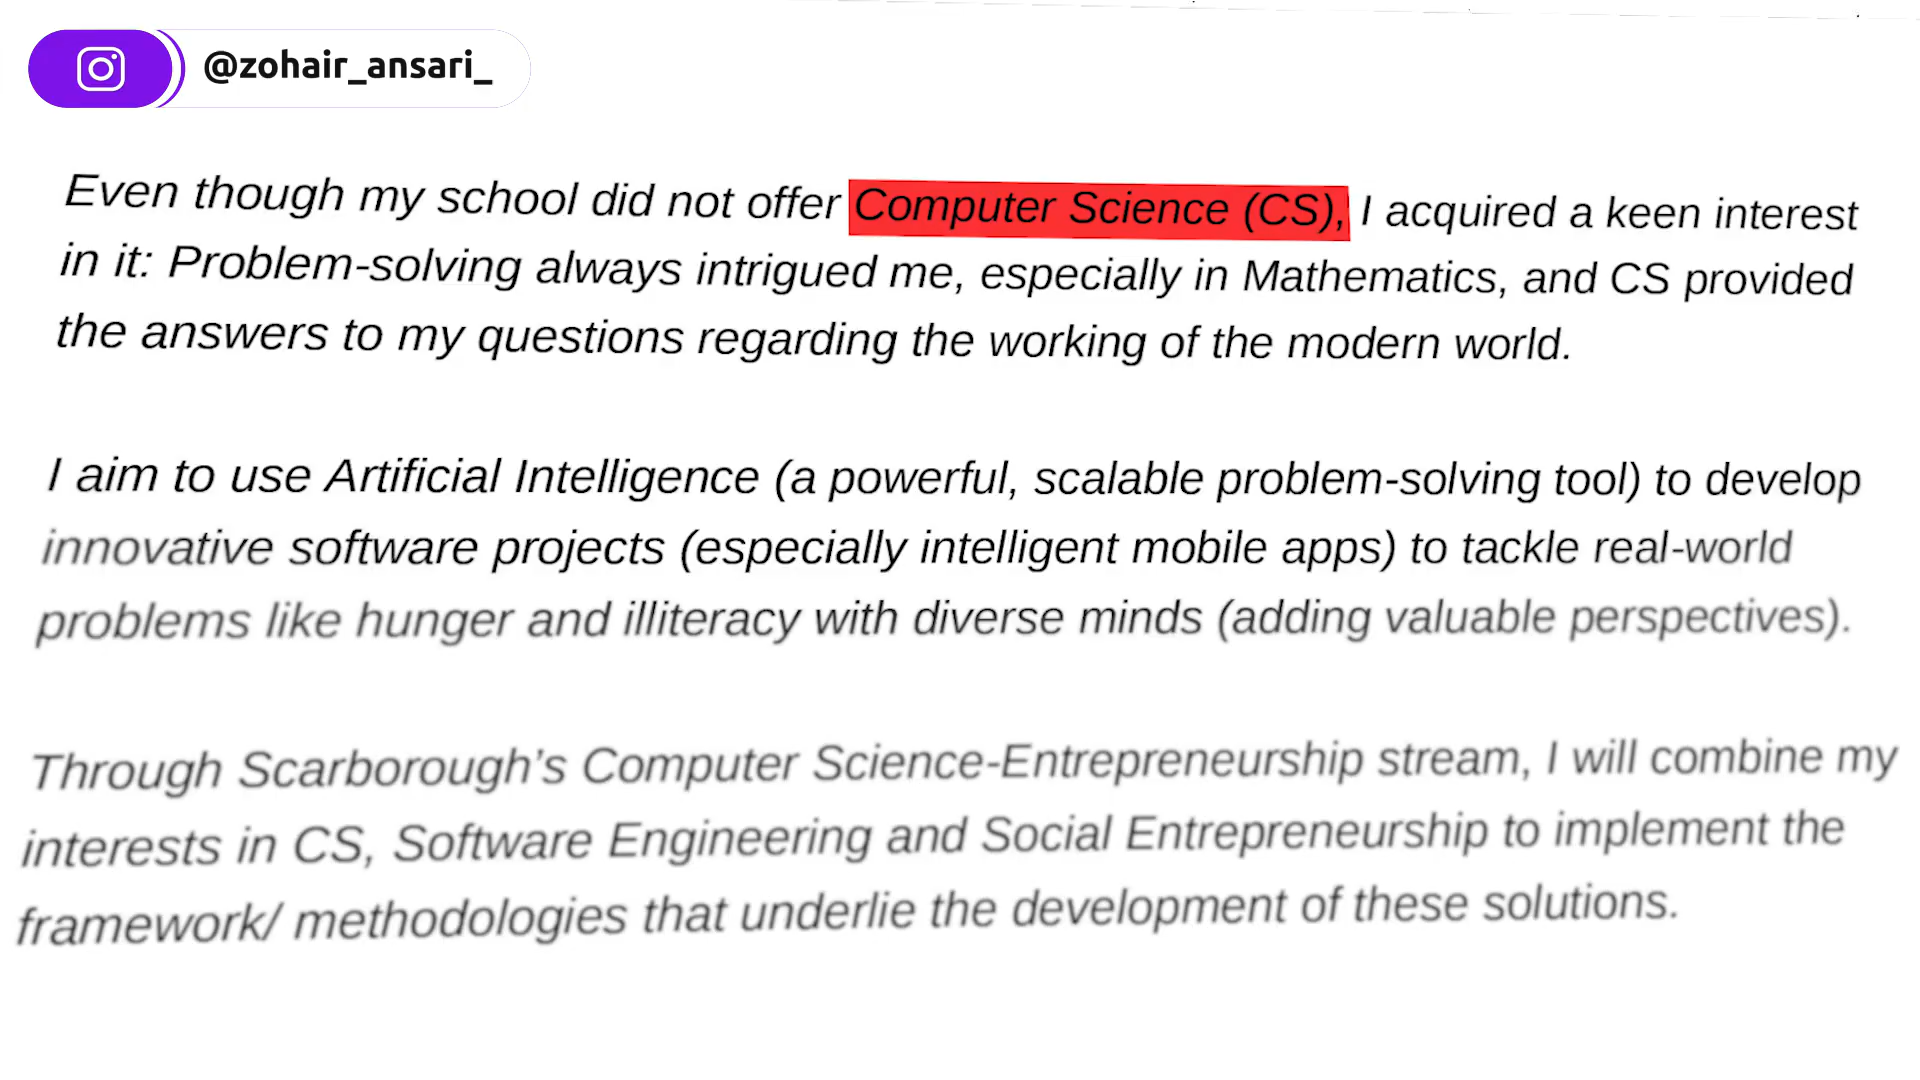 @zohair_ansari_
Even though my school did not offer Computer Science (CS), I acquired a keen interest
in it: Problem-solving always intrigued me, especially in Mathematics, and CS provided
the answers to my questions regarding the working of the modern world.
I aim to use Artificial Intelligence (a powerful, scalable problem-solving tool) to develop
innovative software projects (especially intelligent mobile apps) to tackle real-world
problems like hunger and illiteracy with diverse minds (adding valuable perspectives).
Through Scarborough’s Computer Science-Entrepreneurship stream, I will combine my
interests in CS, Software Engineering and Social Entrepreneurship to implement the
framework/ methodologies that underlie the development of these solutions.